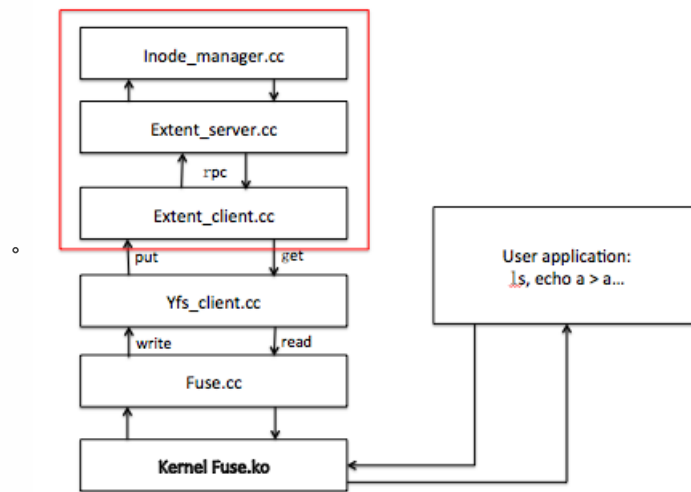 Inode_manager.cc
Extent_server.cc
rpc
Extent_client.cc
put
get
Yfs_client.cc
write
read
Fuse.cc
Kernel Fuse.ko
User application:
ls, echo a > a...